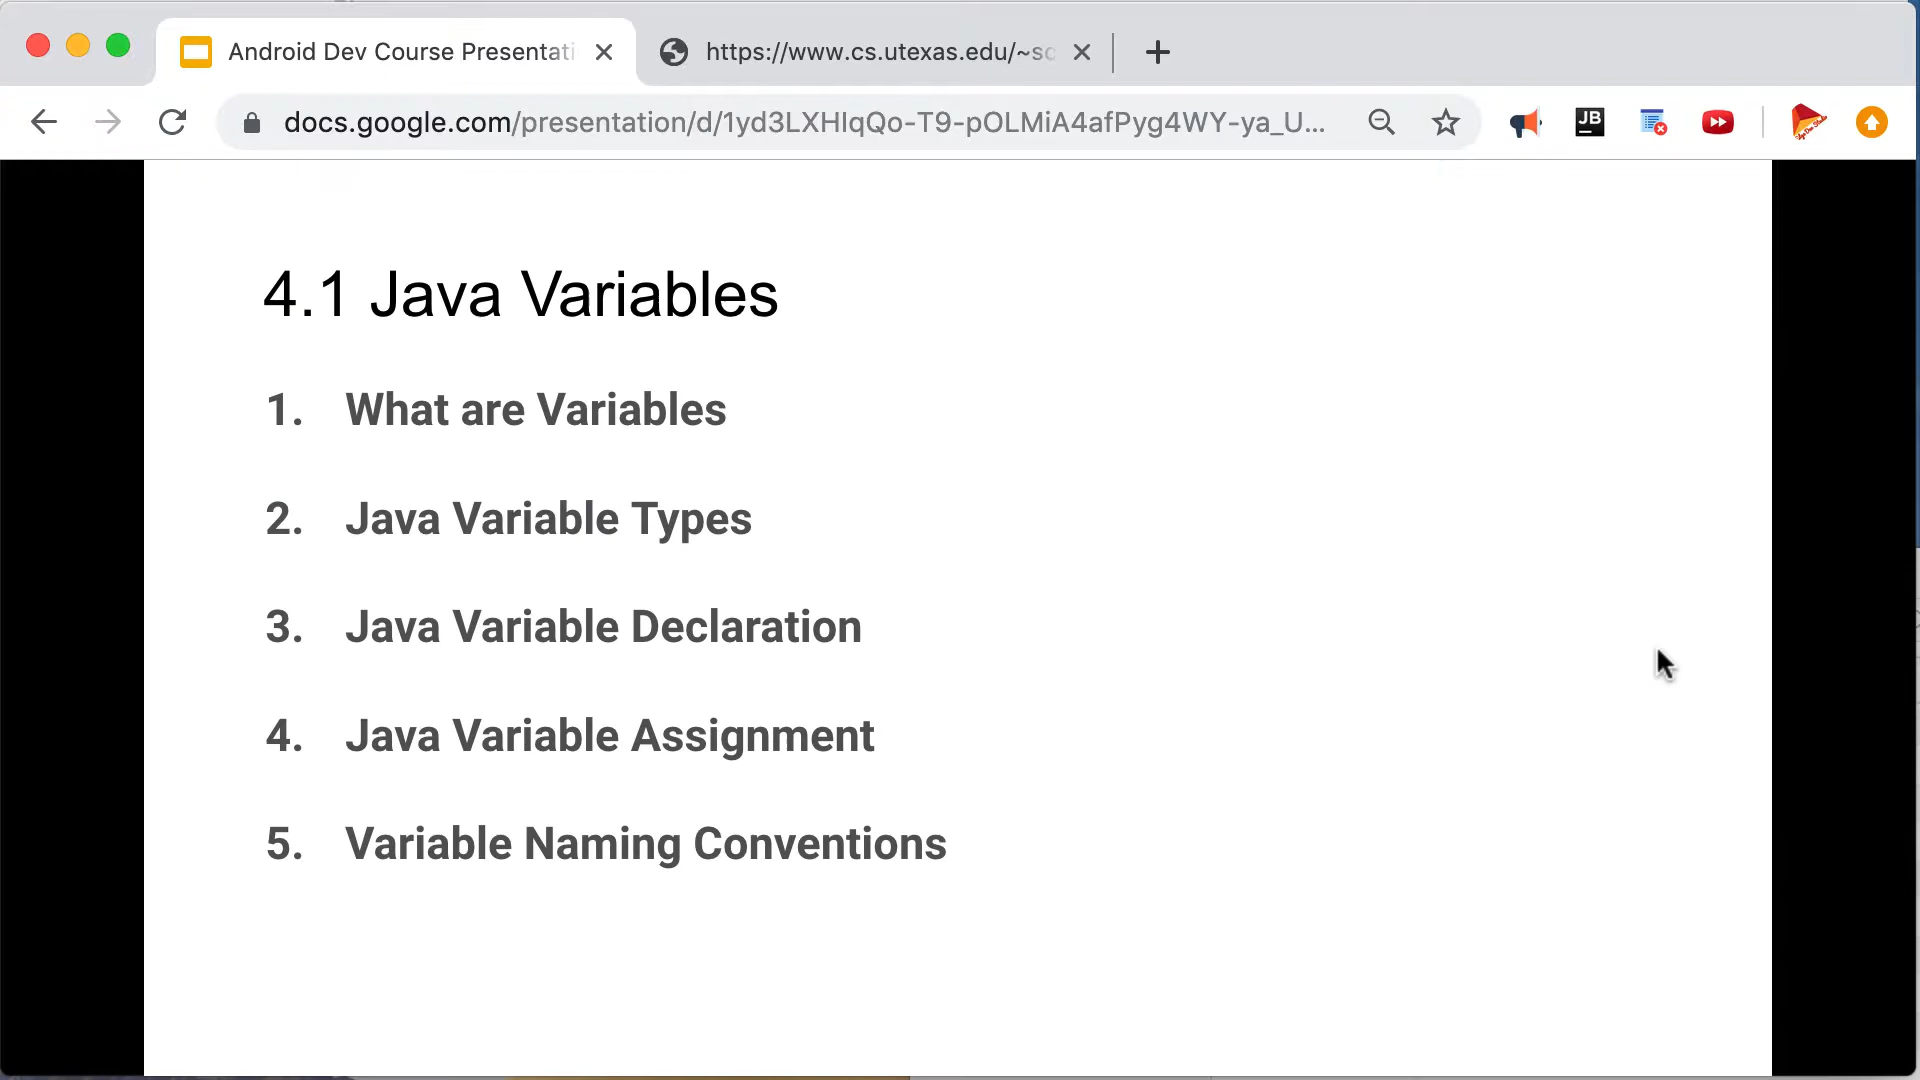 Android Dev Course Presentati
https://www.cs.utexas.edu/~sc
docs.google.com/presentation/d/1yd3LXHIqQo-T9-pOLMiA4afPyg4WY-ya_U...
JB
4.1 Java Variables
1. What are Variables
2. Java Variable Types
3. Java Variable Declaration
4. Java Variable Assignment
5. Variable Naming Conventions